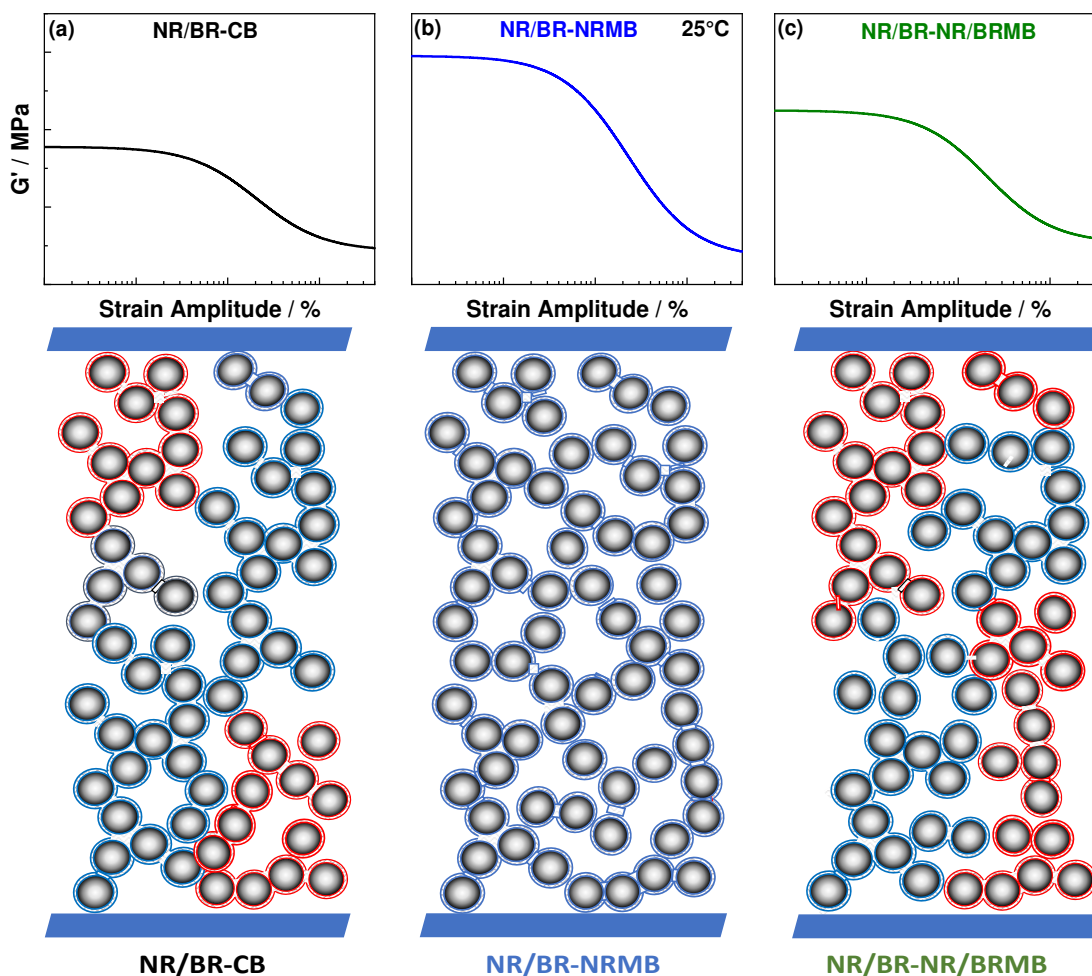 (a) NR/BR-CB
(b) NR/BR-NRMB 25°C
(c) NR/BR-NR/BRMB
G' / MPa
Strain Amplitude / %
Strain Amplitude / %
Strain Amplitude / %
NR/BR-CB
NR/BR-NRMB
NR/BR-NR/BRMB